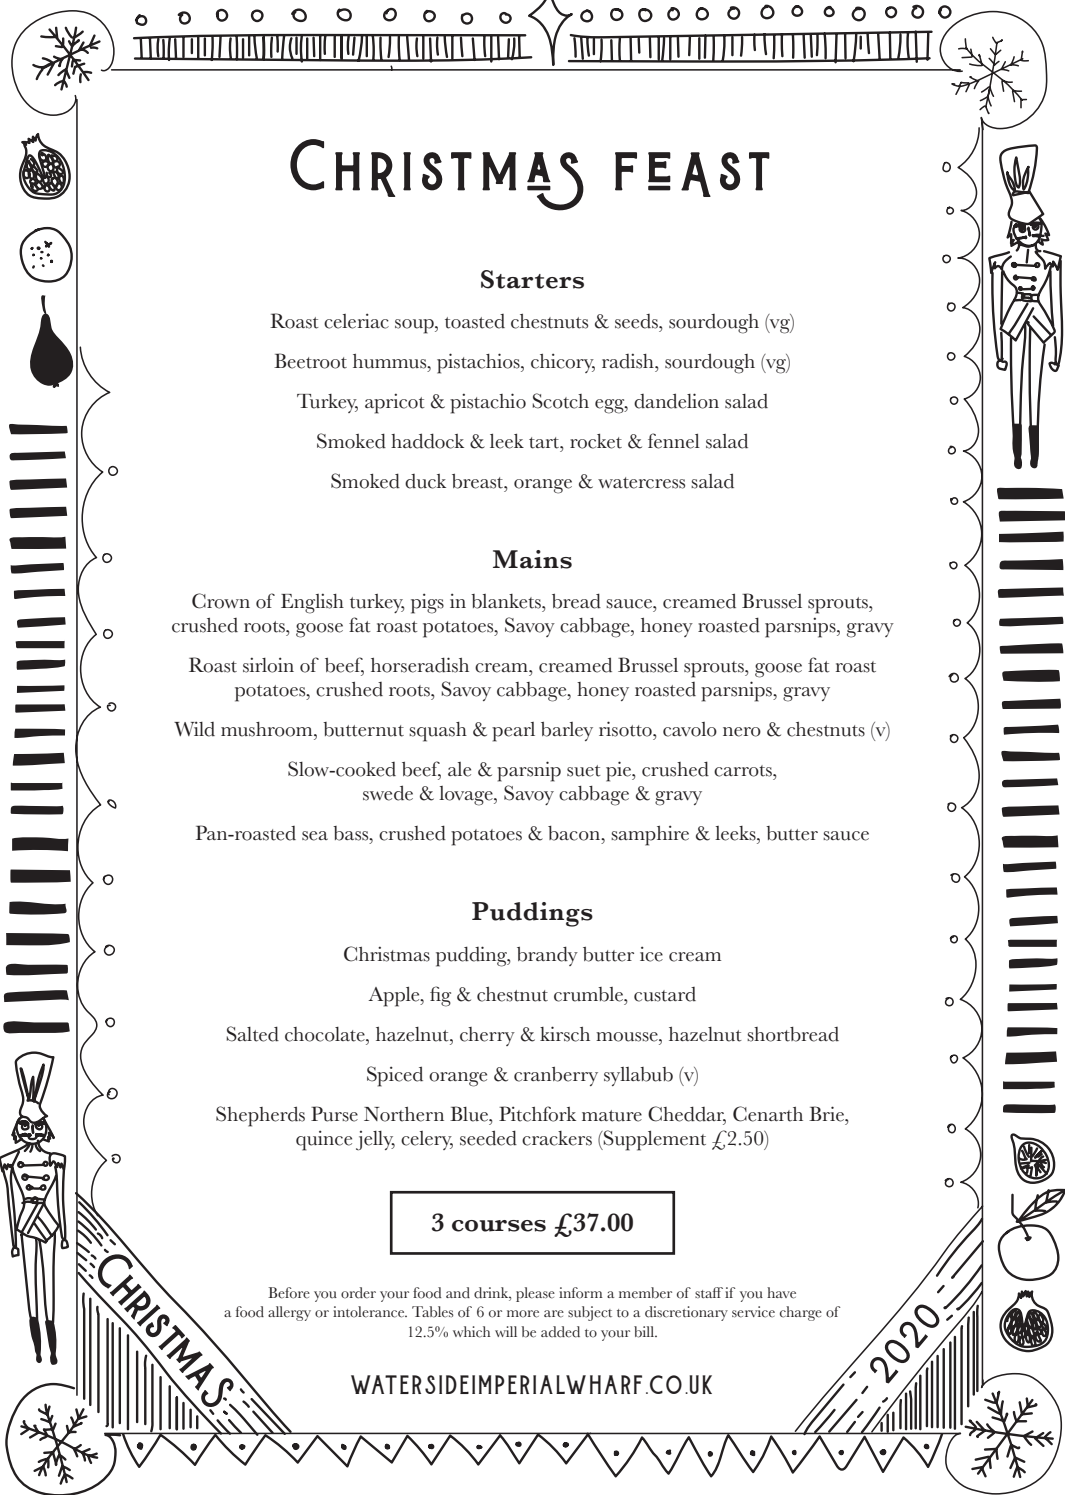 Christmas feast
Starters
Roast celeriac soup, toasted chestnuts & seeds, sourdough (vg)
Beetroot hummus, pistachios, chicory, radish, sourdough (vg)
Turkey, apricot & pistachio Scotch egg, dandelion salad
Smoked haddock & leek tart, rocket & fennel salad
Smoked duck breast, orange & watercress salad
Mains
Crown of English turkey, pigs in blankets, bread sauce, creamed Brussel sprouts,
crushed roots, goose fat roast potatoes, Savoy cabbage, honey roasted parsnips, gravy
Roast sirloin of beef, horseradish cream, creamed Brussel sprouts, goose fat roast
potatoes, crushed roots, Savoy cabbage, honey roasted parsnips, gravy
Wild mushroom, butternut squash & pearl barley risotto, cavolo nero & chestnuts (v)
Slow-cooked beef, ale & parsnip suet pie, crushed carrots,
swede & lovage, Savoy cabbage & gravy
Pan-roasted sea bass, crushed potatoes & bacon, samphire & leeks, butter sauce
Puddings
Christmas pudding, brandy butter ice cream
Apple, fig & chestnut crumble, custard
Salted chocolate, hazelnut, cherry & kirsch mousse, hazelnut shortbread
Spiced orange & cranberry syllabub (v)
Shepherds Purse Northern Blue, Pitchfork mature Cheddar, Cenarth Brie,
quince jelly, celery, seeded crackers (Supplement £2.50)
3 courses £37.00
Before you order your food and drink, please inform a member of staff if you have
a food allergy or intolerance. Tables of 6 or more are subject to a discretionary service charge of
12.5% which will be added to your bill.
CHRISTMAS
2020
WATERSIDEIMPERIALWHARF.CO.UK